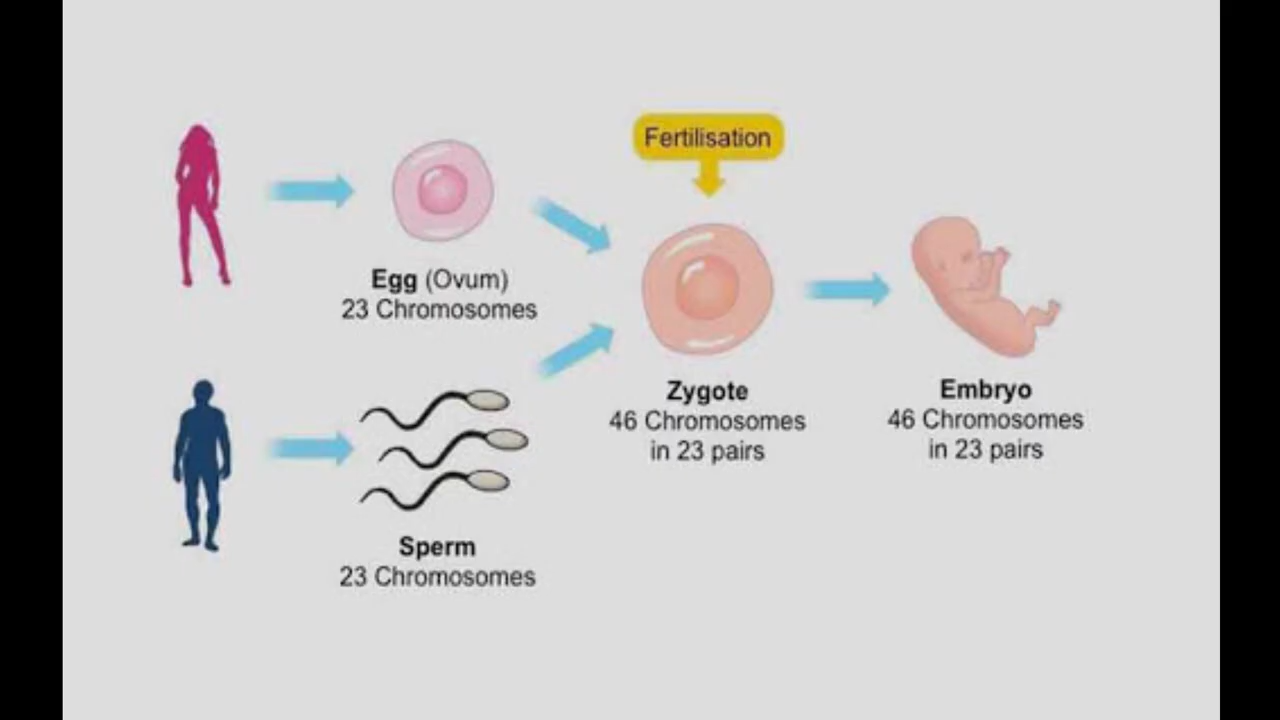 Fertilisation
Egg (Ovum)
23 Chromosomes
Zygote
46 Chromosomes
in 23 pairs
Embryo
46 Chromosomes
in 23 pairs
Sperm
23 Chromosomes